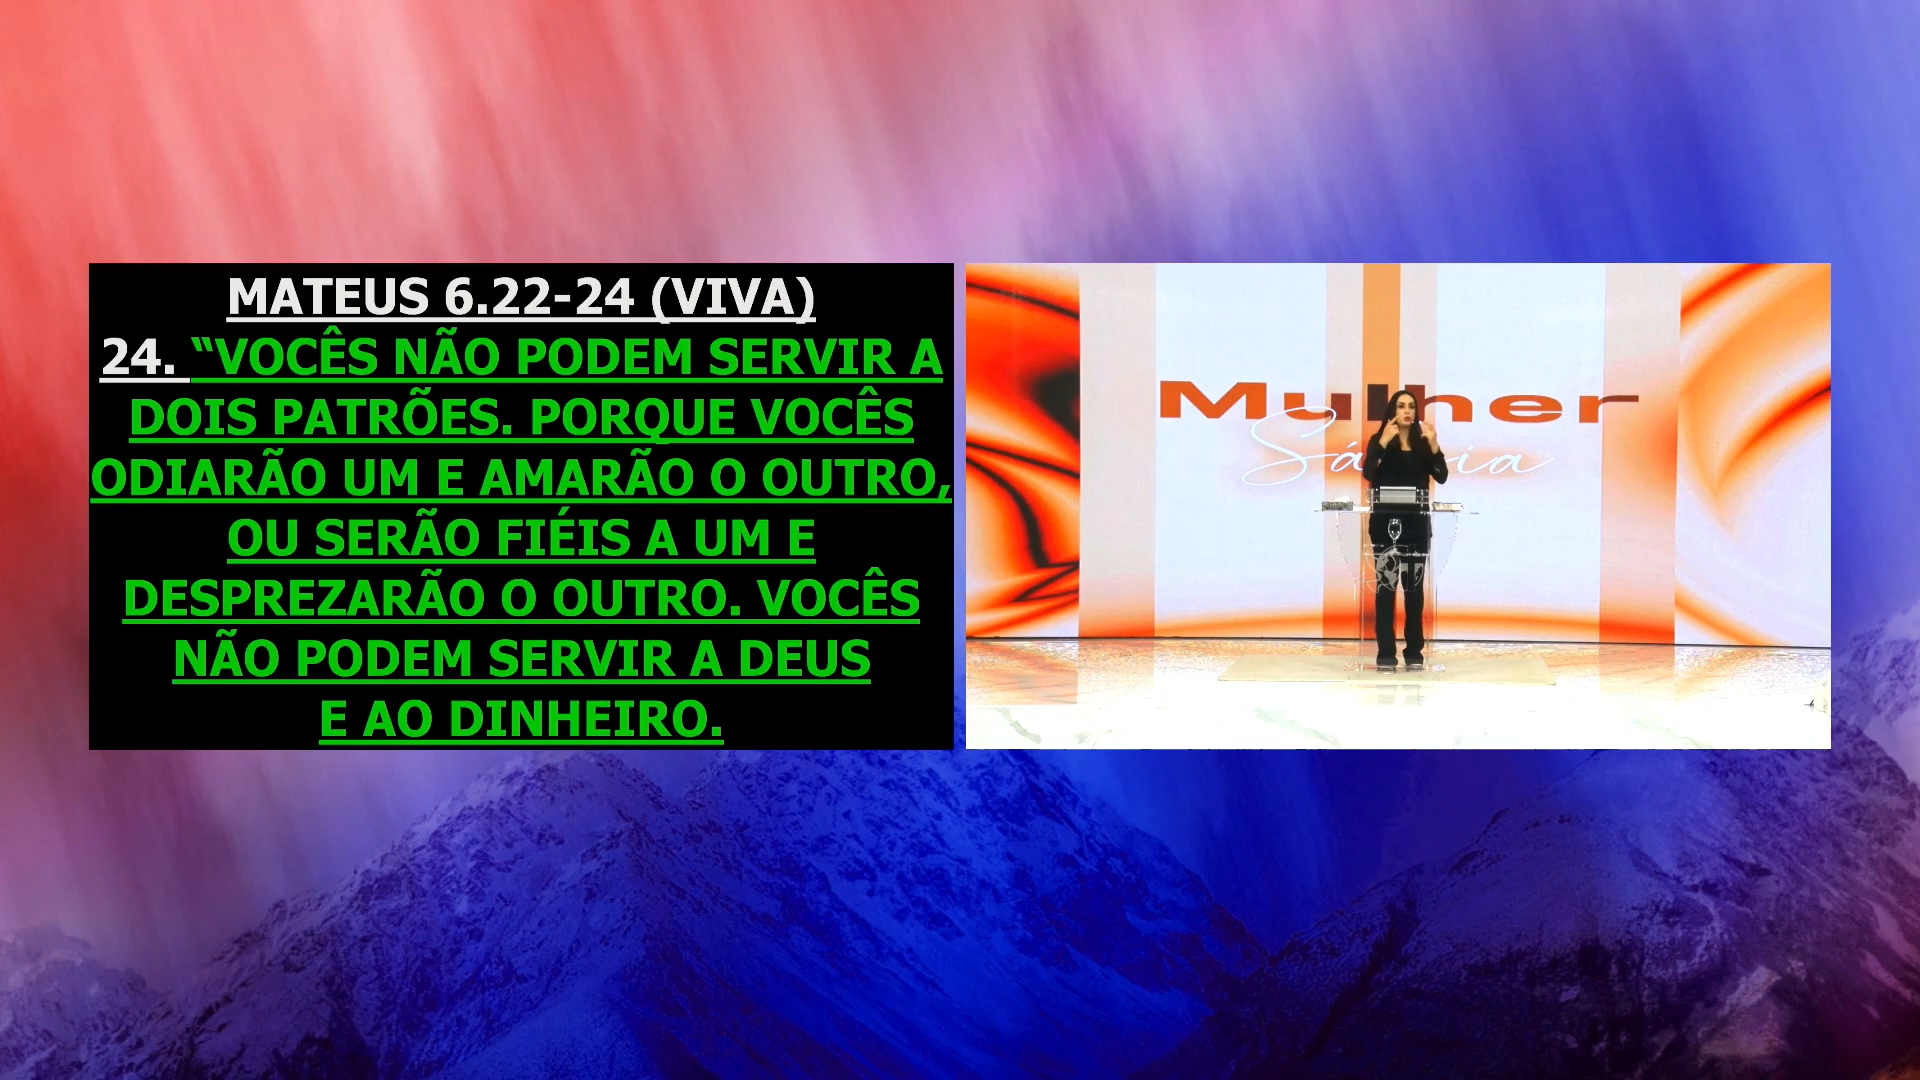 MATEUS 6.22-24 (VIVA)
24. “VOCÊS NÃO PODEM SERVIR A
DOIS PATRÕES. PORQUE VOCÊS
ODIARÃO UM E AMARÃO O OUTRO,
OU SERÃO FIÉIS A UM E
DESPREZARÃO O OUTRO. VOCÊS
NÃO PODEM SERVIR A DEUS
E AO DINHEIRO.
Mulher